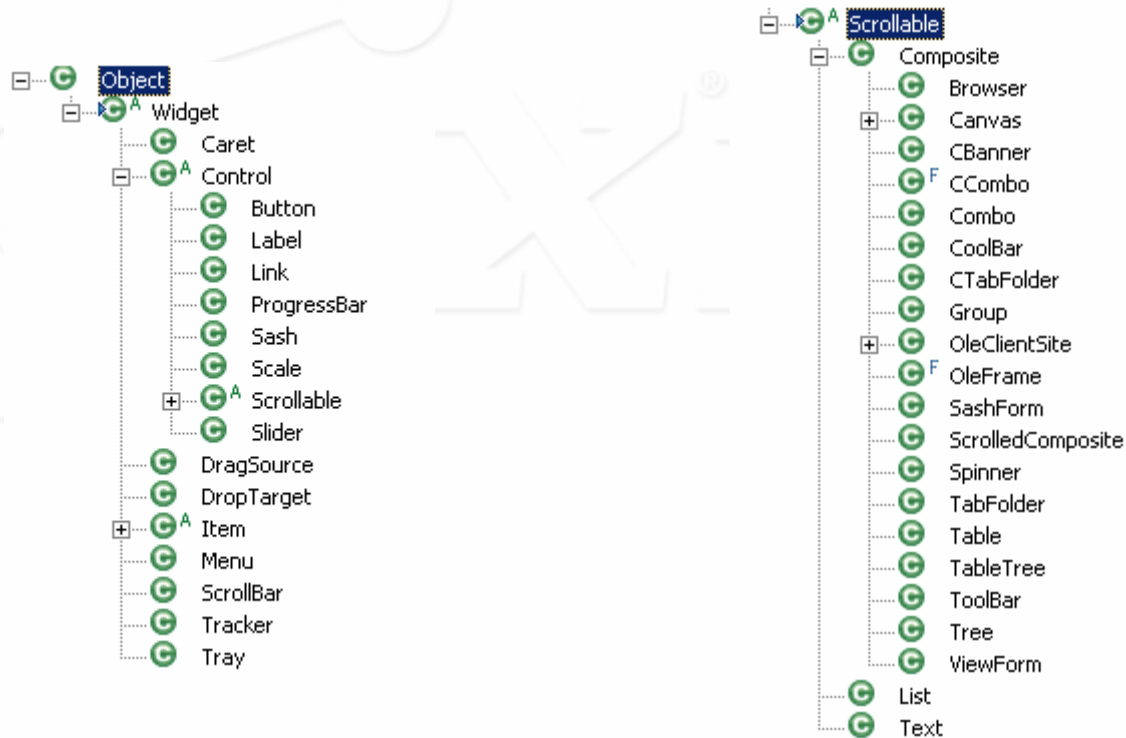 Object
A Widget
Caret
A Control
Button
Label
Link
ProgressBar
Sash
Scale
A Scrollable
Slider
DragSource
DropTarget
A Item
Menu
ScrollBar
Tracker
Tray
A Scrollable
Composite
Browser
Canvas
CBanner
F CCombo
Combo
CoolBar
CTabFolder
Group
OleClientSite
F OleFrame
SashForm
ScrolledComposite
Spinner
TabFolder
Table
TableTree
ToolBar
Tree
ViewForm
List
Text